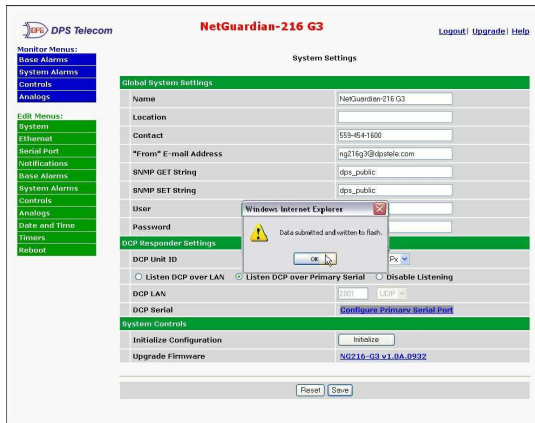 DPS DPS Telecom
NetGuardian-216 G3
Logout | Upgrade | Help
Monitor Menus:
Base Alarms
System Alarms
Controls
Analogs
Edit Menus:
System
Ethernet
Serial Port
Notifications
Base Alarms
System Alarms
Controls
Analogs
Date and Time
Timers
Reboot
System Settings
Global System Settings
Name NetGuardian-216 G3
Location
Contact 559-454-1600
"From" E-mail Address ng216g3@dpstele.com
SNMP GET String dps_public
SNMP SET String dps_public
User
Password
Windows Internet Explorer
Data submitted and written to flash.
OK
DCP Responder Settings
DCP Unit ID Px
Listen DCP over LAN Listen DCP over Primary Serial Disable Listening
DCP LAN 2001 UDP
DCP Serial Configure Primary Serial Port
System Controls
Initialize Configuration Initialize
Upgrade Firmware NG216-G3 v1.0A.0932
Reset Save